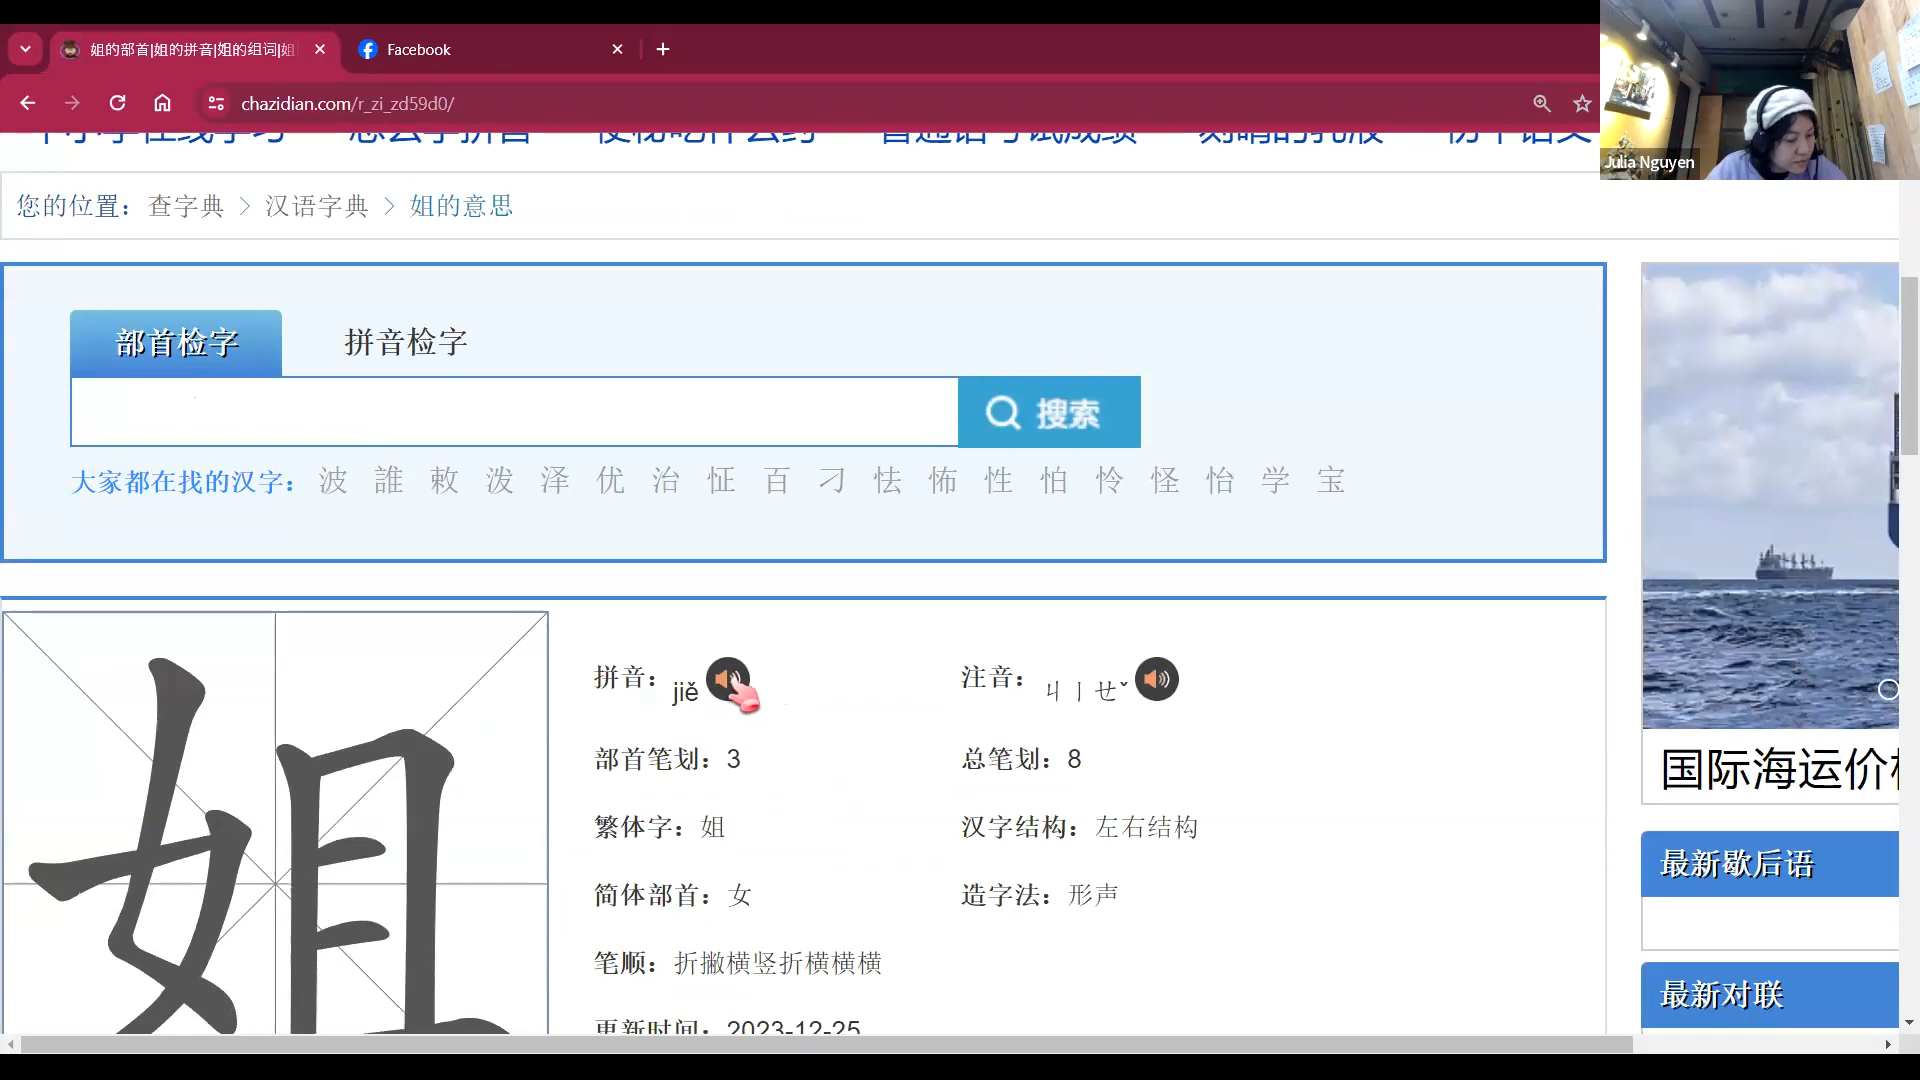 姐的部首|姐的拼音|姐的组词|姐
Facebook
chazidian.com/r_zi_zd59d0/
Julia Nguyen
您的位置： 查字典 > 汉语字典 > 姐的意思
部首检字 拼音检字
搜索
大家都在找的汉字： 波 誰 敕 泼 泽 优 治 怔 百 刁 怯 怖 性 怕 怜 怪 怡 学 宝
姐
拼音： jiě
注音： ㄐㄧㄝˇ
部首笔划：3
总笔划：8
繁体字：姐
汉字结构：左右结构
简体部首：女
造字法：形声
笔顺：折撇横竖折横横横
更新时间：2023-12-25
国际海运价格
最新歇后语
最新对联